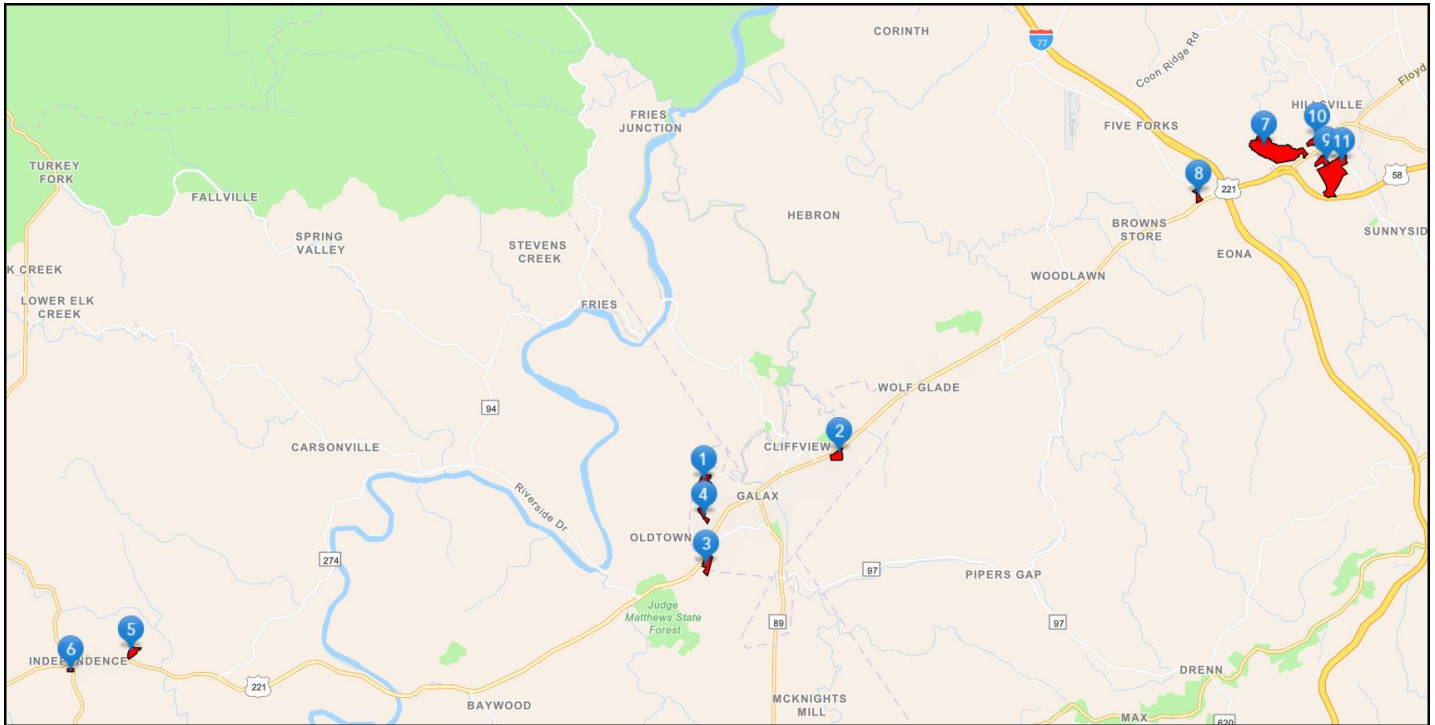 CORINTH
77
Coon Ridge Rd
Floyd
HILLSVILLE
FRIES
JUNCTION
FIVE FORKS
7
10
9
11
TURKEY
FORK
FALLVILLE
8
221
58
SPRING
VALLEY
STEVENS
CREEK
HEBRON
BROWNS
STORE
SUNNYSID
EONA
K CREEK
LOWER ELK
CREEK
FRIES
WOODLAWN
94
WOLF GLADE
CARSONVILLE
CLIFFVIEW
2
1
4
GALAX
Riverside Dr
OLDTOWN
3
274
97
PIPERS GAP
Judge
Matthews State
Forest
89
97
5
6
INDEPENDENCE
221
BAYWOOD
MCKNIGHTS
MILL
DRENN
MAX
620